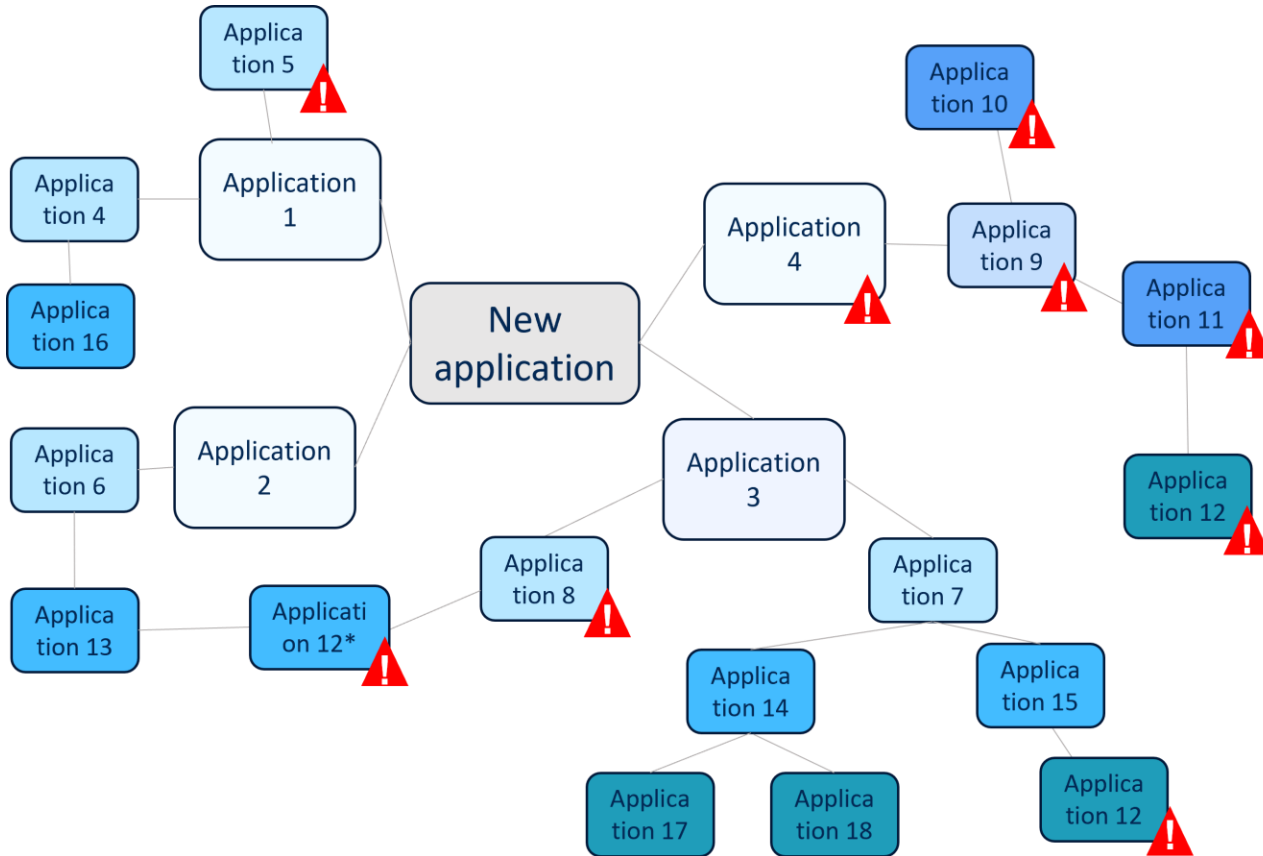 Applica
tion 5
Applica
tion 10
Applica
tion 4
Application
1
Application
4
Applica
tion 9
Applica
tion 11
Applica
tion 16
New
application
Applica
tion 6
Application
2
Application
3
Applica
tion 12
Applica
tion 8
Applica
tion 7
Applica
tion 13
Applicati
on 12*
Applica
tion 14
Applica
tion 15
Applica
tion 17
Applica
tion 18
Applica
tion 12